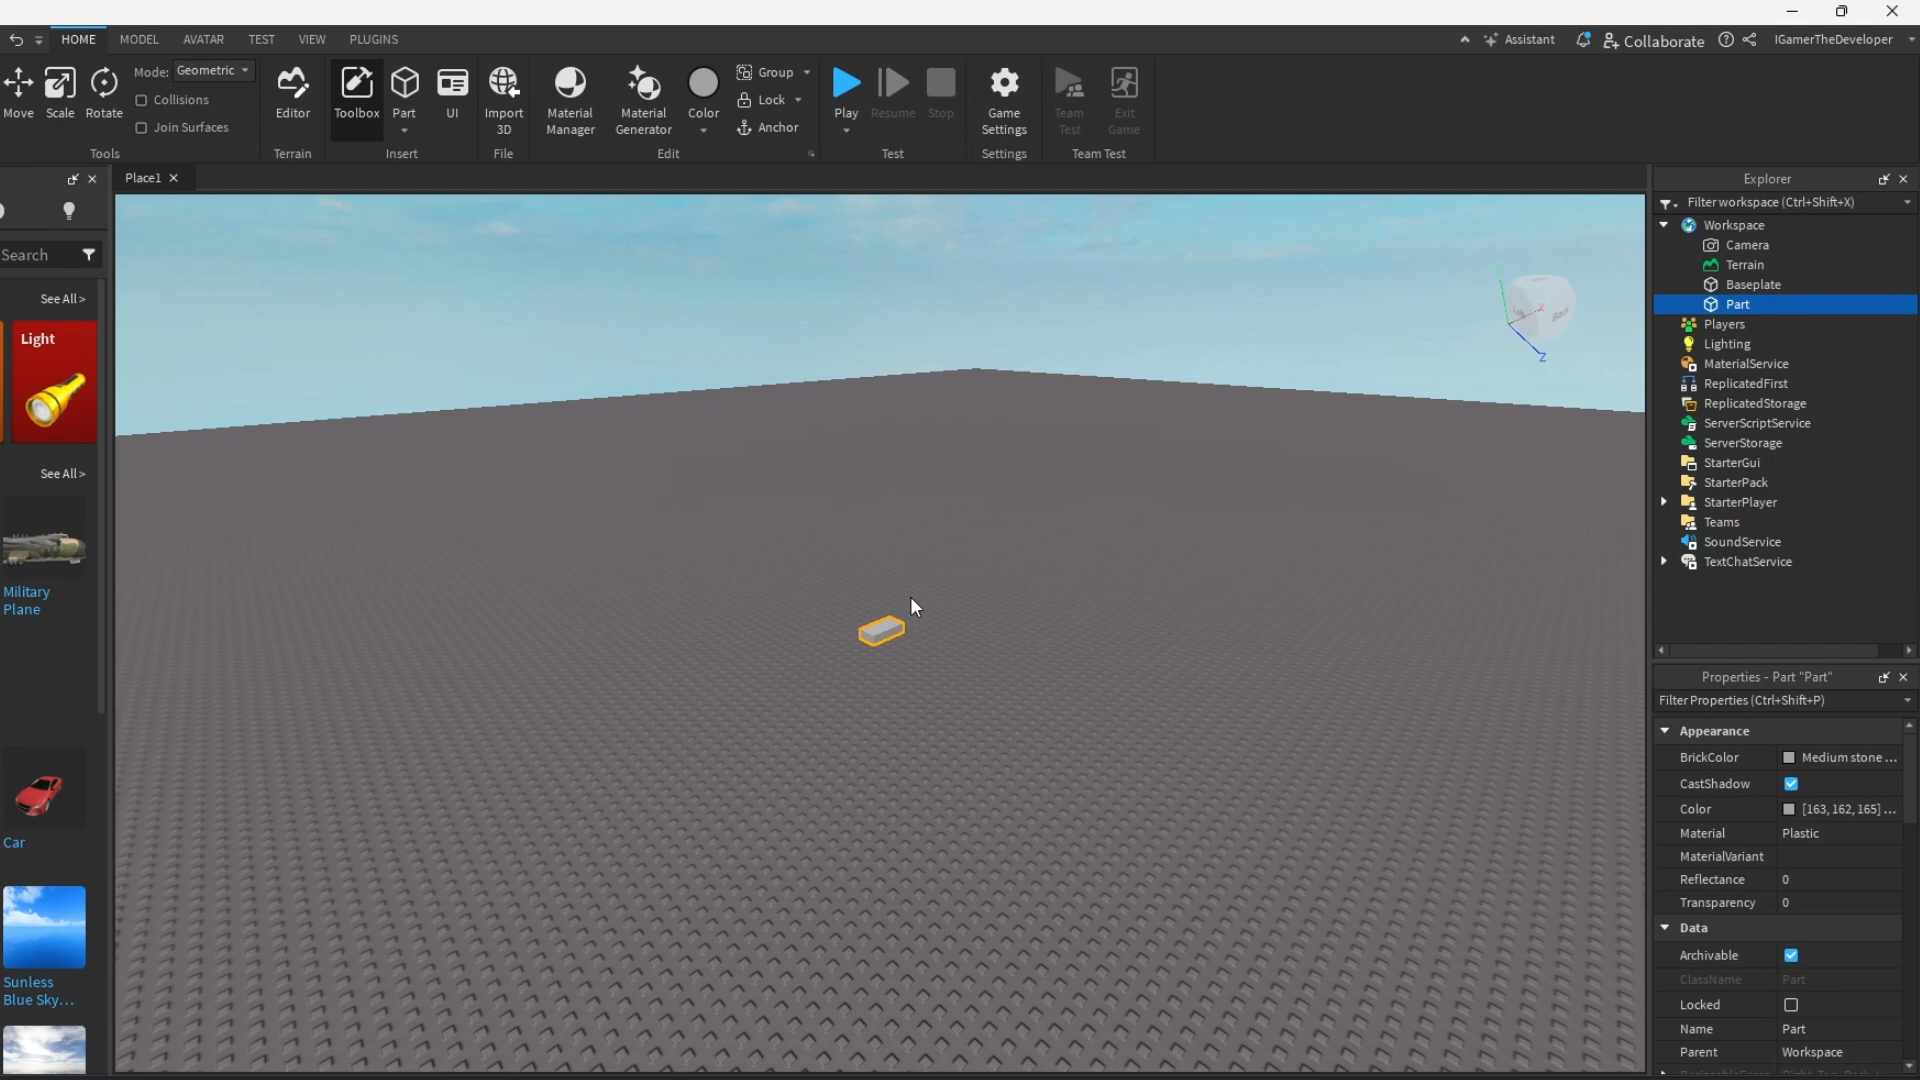 HOME MODEL AVATAR TEST VIEW PLUGINS Assistant Collaborate IGamerTheDeveloper
Move Scale Rotate Mode: Geometric Collisions Join Surfaces
Tools
Editor
Terrain
Toolbox Part UI
Insert
Import
3D
File
Material
Manager
Material
Generator
Color
Group
Lock
Anchor
Edit
Play Resume Stop
Test
Game
Settings
Settings
Team
Test
Exit
Game
Team Test
Search
See All >
Light
See All >
Military
Plane
Car
Sunless
Blue Sky...
Place1
Z
X
Back
Explorer
Filter workspace (Ctrl+Shift+X)
Workspace
Camera
Terrain
Baseplate
Part
Players
Lighting
MaterialService
ReplicatedFirst
ReplicatedStorage
ServerScriptService
ServerStorage
StarterGui
StarterPack
StarterPlayer
Teams
SoundService
TextChatService
Properties - Part "Part"
Filter Properties (Ctrl+Shift+P)
Appearance
BrickColor Medium stone ...
CastShadow
Color [163, 162, 165] ...
Material Plastic
MaterialVariant
Reflectance 0
Transparency 0
Data
Archivable
ClassName Part
Locked
Name Part
Parent Workspace